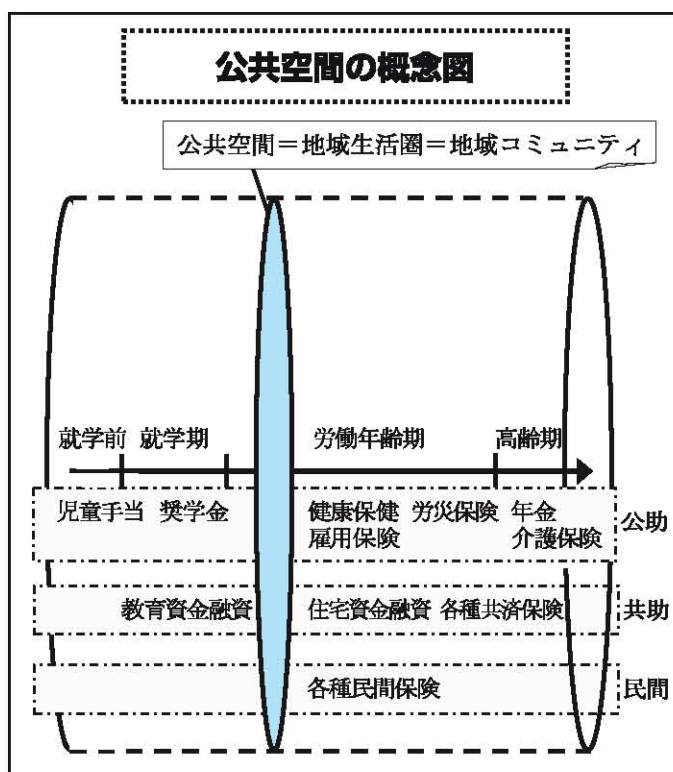 公共空間の概念図
公共空間＝地域生活圏＝地域コミュニティ
就学前 就学期 労働年齢期 高齢期
児童手当 奨学金 健康保健 労災保険 年金
雇用保険 介護保険
公助
教育資金融資 住宅資金融資 各種共済保険 共助
各種民間保険 民間